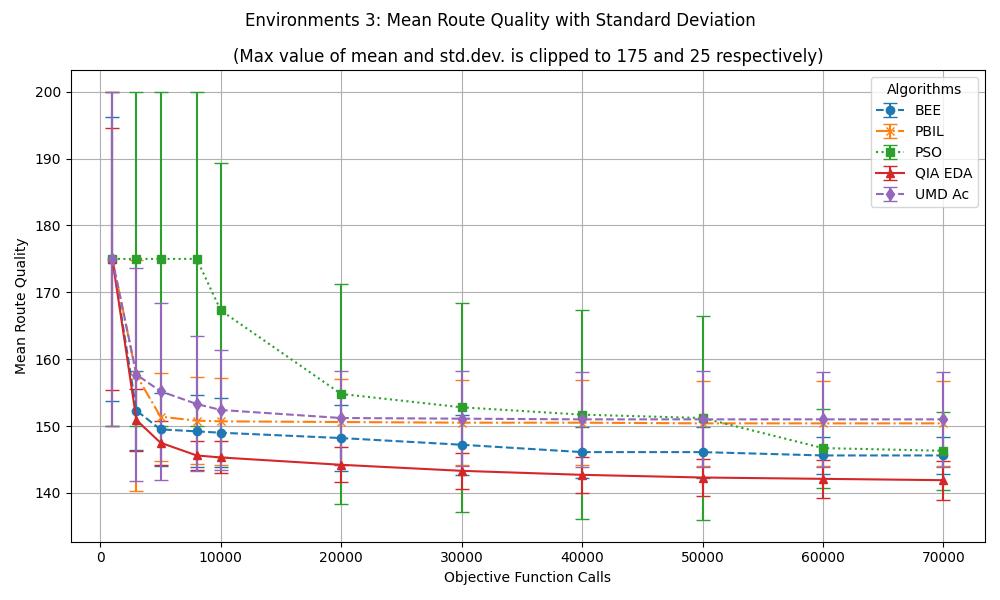 Environments 3: Mean Route Quality with Standard Deviation
(Max value of mean and std.dev. is clipped to 175 and 25 respectively)
Algorithms
BEE
PBIL
PSO
QIA EDA
UMD Ac
Mean Route Quality
200
190
180
170
160
150
140
0 10000 20000 30000 40000 50000 60000 70000
Objective Function Calls